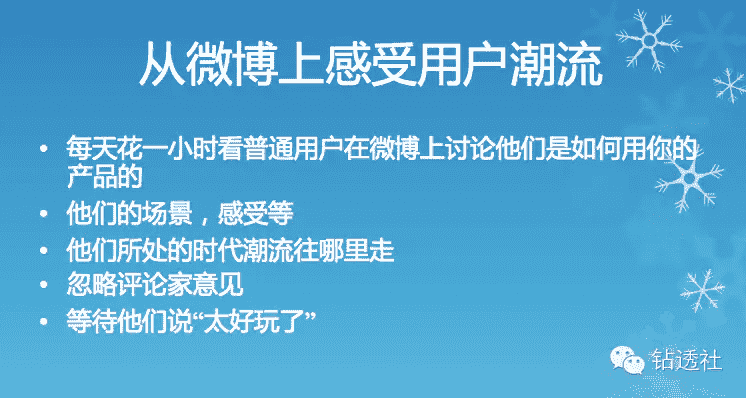 从微博上感受用户潮流
• 每天花一小时看普通用户在微博上讨论他们是如何用你的
产品的
• 他们的场景，感受等
• 他们所处的时代潮流往哪里走
• 忽略评论家意见
• 等待他们说“太好玩了”
钻透社